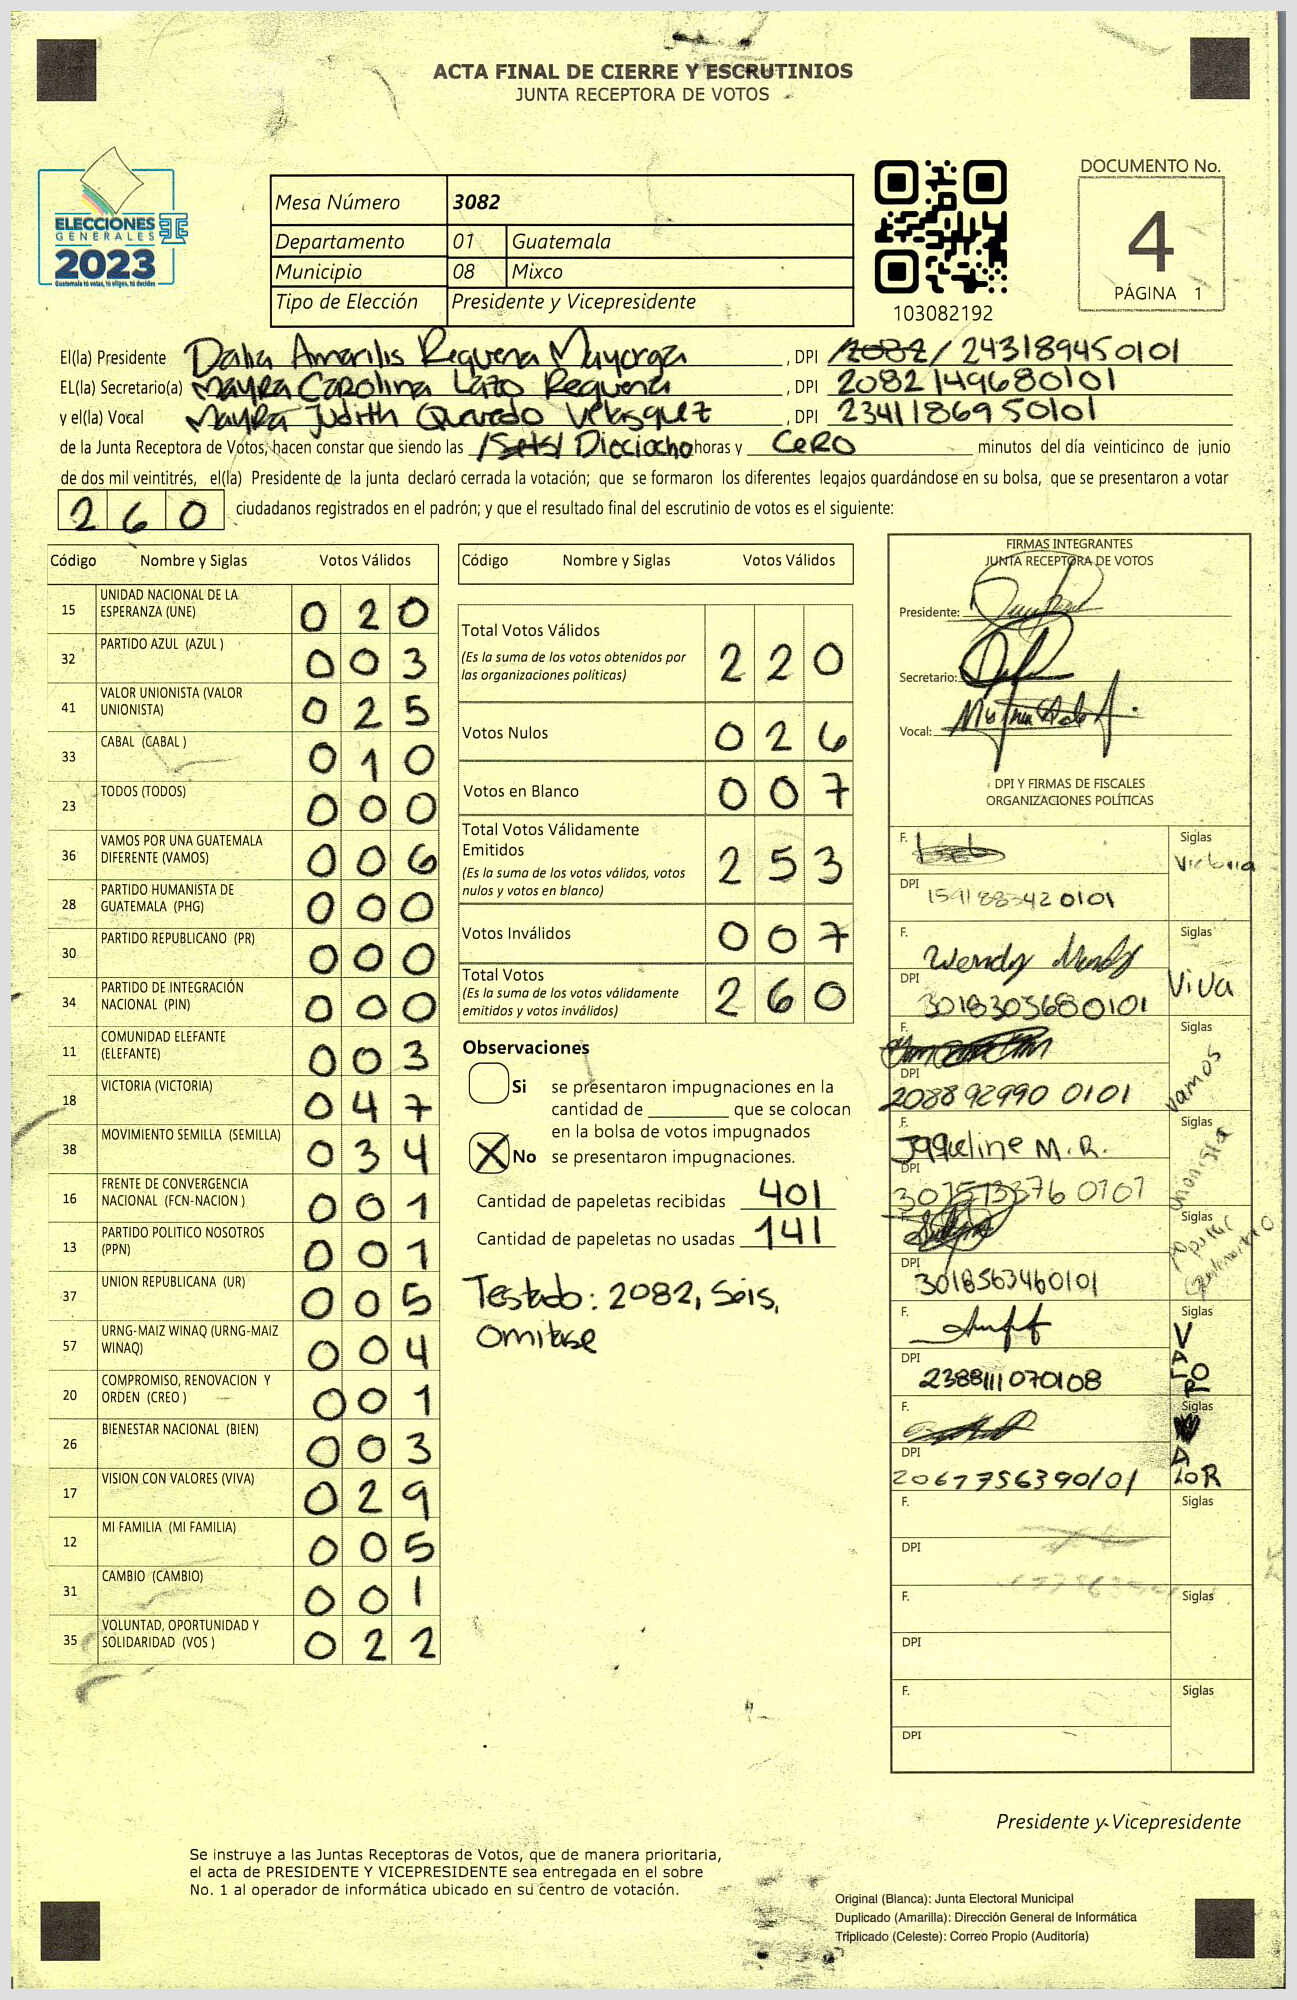 ACTA FINAL DE CIERRE Y ESCRUTINIOS
JUNTA RECEPTORA DE VOTOS
ELECCIONES
GENERALES
2023
Guatemala tú votas, tú eliges, tú decides
Mesa Número 3082
Departamento 01 Guatemala
Municipio 08 Mixco
Tipo de Elección Presidente y Vicepresidente
103082192
DOCUMENTO No.
4
PÁGINA 1
El(la) Presidente Dalia Amarilis Requena Mayorga, DPI /2082/ 243189450101
EL(la) Secretario(a) Mayra Carolina Lazo Requena, DPI 2082149680101
y el(la) Vocal Mayra Judith Quevedo Velasquez, DPI 2341186950101
de la Junta Receptora de Votos, hacen constar que siendo las /Seis/ Dieciocho horas y Cero minutos del día veinticinco de junio
de dos mil veintitrés, el(la) Presidente de la junta declaró cerrada la votación; que se formaron los diferentes legajos guardándose en su bolsa, que se presentaron a votar
260 ciudadanos registrados en el padrón; y que el resultado final del escrutinio de votos es el siguiente:
Código Nombre y Siglas Votos Válidos
15 UNIDAD NACIONAL DE LA ESPERANZA (UNE) 020
32 PARTIDO AZUL (AZUL ) 003
41 VALOR UNIONISTA (VALOR UNIONISTA) 025
33 CABAL (CABAL ) 010
23 TODOS (TODOS) 000
36 VAMOS POR UNA GUATEMALA DIFERENTE (VAMOS) 006
28 PARTIDO HUMANISTA DE GUATEMALA (PHG) 000
30 PARTIDO REPUBLICANO (PR) 000
34 PARTIDO DE INTEGRACIÓN NACIONAL (PIN) 000
11 COMUNIDAD ELEFANTE (ELEFANTE) 003
18 VICTORIA (VICTORIA) 047
38 MOVIMIENTO SEMILLA (SEMILLA) 034
16 FRENTE DE CONVERGENCIA NACIONAL (FCN-NACION ) 001
13 PARTIDO POLITICO NOSOTROS (PPN) 001
37 UNION REPUBLICANA (UR) 005
57 URNG-MAIZ WINAQ (URNG-MAIZ WINAQ) 004
20 COMPROMISO, RENOVACION Y ORDEN (CREO ) 001
26 BIENESTAR NACIONAL (BIEN) 003
17 VISION CON VALORES (VIVA) 029
12 MI FAMILIA (MI FAMILIA) 005
31 CAMBIO (CAMBIO) 001
35 VOLUNTAD, OPORTUNIDAD Y SOLIDARIDAD (VOS ) 022
Código Nombre y Siglas Votos Válidos
Total Votos Válidos 220
(Es la suma de los votos obtenidos por
las organizaciones políticas)
Votos Nulos 026
Votos en Blanco 007
Total Votos Válidamente
Emitidos 253
(Es la suma de los votos válidos, votos
nulos y votos en blanco)
Votos Inválidos 007
Total Votos 260
(Es la suma de los votos válidamente
emitidos y votos inválidos)
Observaciones
Si se presentaron impugnaciones en la
cantidad de ________ que se colocan
en la bolsa de votos impugnados
X No se presentaron impugnaciones.
Cantidad de papeletas recibidas 401
Cantidad de papeletas no usadas 141
Testado: 2082, Seis,
Omitase
FIRMAS INTEGRANTES
JUNTA RECEPTORA DE VOTOS
Presidente:
Secretario:
Vocal:
DPI Y FIRMAS DE FISCALES
ORGANIZACIONES POLÍTICAS
F. Siglas Victoria
DPI 1591883420101
F. Wendy Siglas VIVA
DPI 3018303680101
F. Siglas Vamos
DPI 2088929900101
F. Jaqueline M.R. Siglas Unionista
DPI 3075133760101
F. Siglas
DPI 3018563460101
F. Siglas VALOR
DPI 2388111070108
F. Siglas VALOR
DPI 2067756390101
F. Siglas
DPI
F. Siglas
DPI
F. Siglas
DPI
Presidente y Vicepresidente
Se instruye a las Juntas Receptoras de Votos, que de manera prioritaria,
el acta de PRESIDENTE Y VICEPRESIDENTE sea entregada en el sobre
No. 1 al operador de informática ubicado en su centro de votación.
Original (Blanca): Junta Electoral Municipal
Duplicado (Amarilla): Dirección General de Informática
Triplicado (Celeste): Correo Propio (Auditoría)